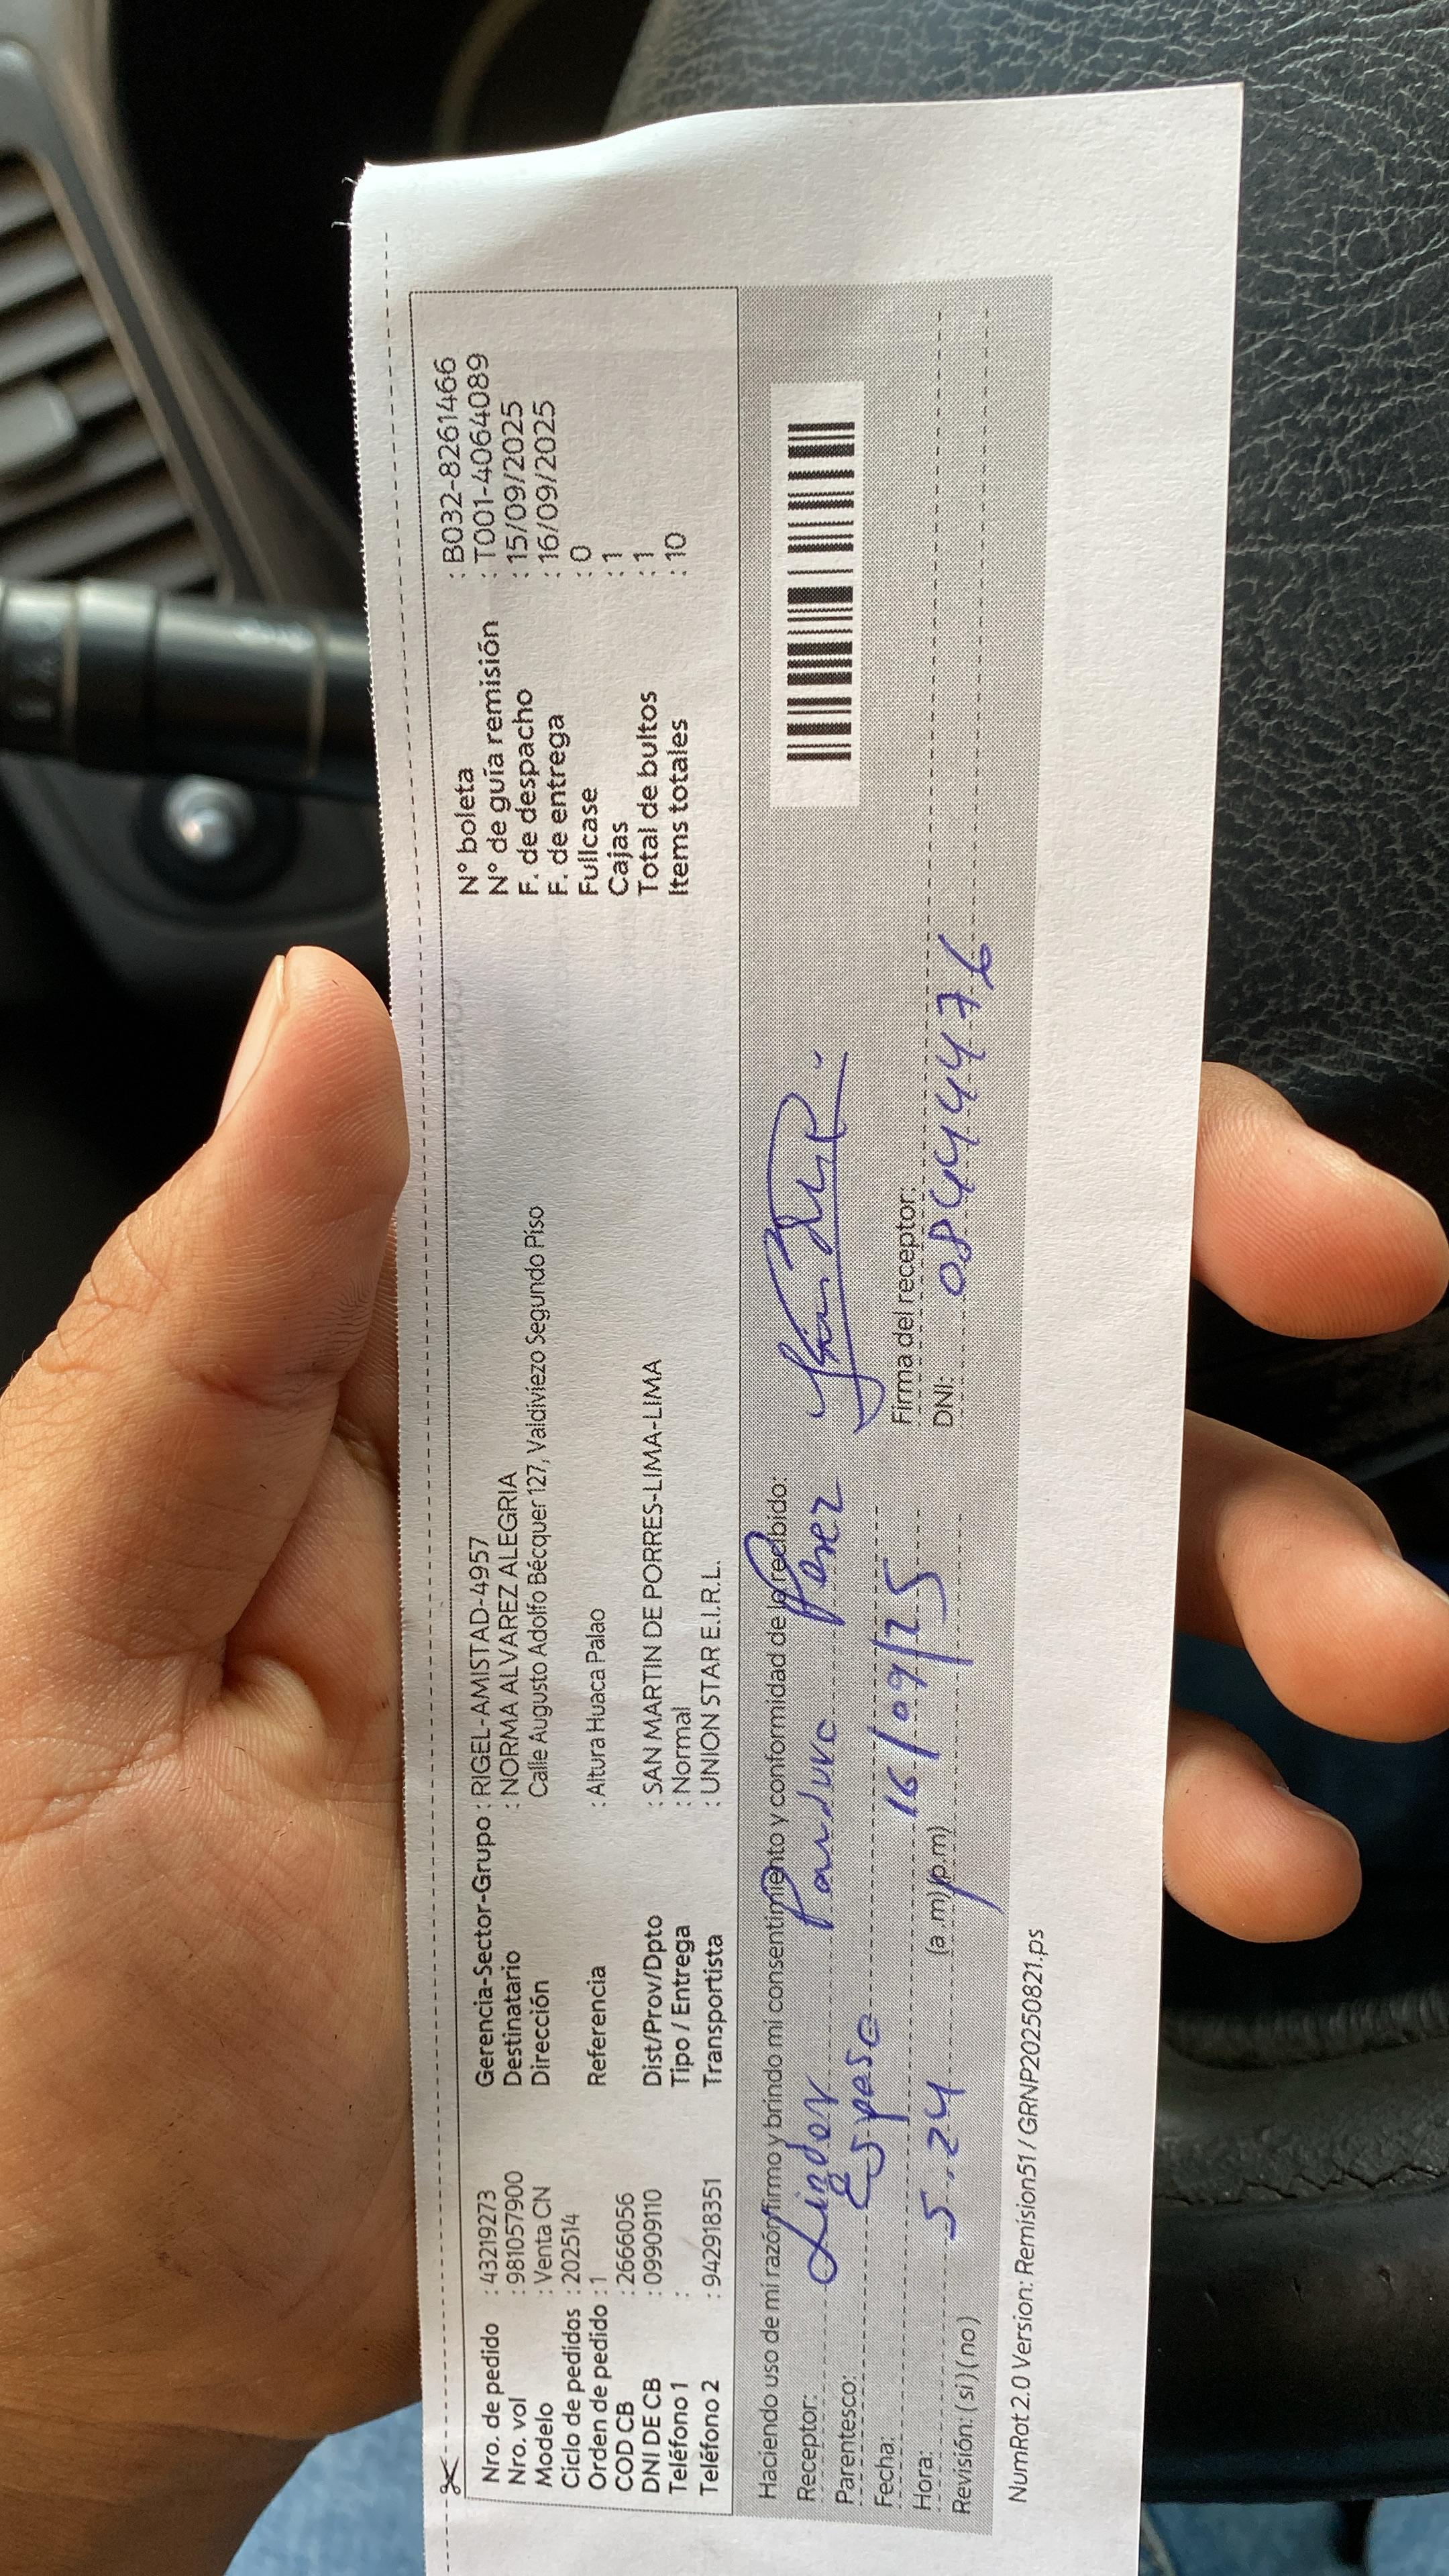 Nro. de pedido : 43219273 Gerencia-Sector-Grupo : RIGEL-AMISTAD-4957 N° boleta : B032-8261466
Nro. vol : 981057900 Destinatario : NORMA ALVAREZ ALEGRIA N° de guía remisión : T001-4064089
Modelo : Venta CN Dirección Calle Augusto Adolfo Bécquer 127, Valdiviezo Segundo Piso F. de despacho : 15/09/2025
Ciclo de pedidos : 202514 F. de entrega : 16/09/2025
Orden de pedido : 1 Referencia : Altura Huaca Palao Fullcase : 0
COD CB : 2666056 Cajas : 1
DNI DE CB : 09909110 Dist/Prov/Dpto : SAN MARTIN DE PORRES-LIMA-LIMA Total de bultos : 1
Teléfono 1 : Tipo / Entrega : Normal Items totales : 10
Teléfono 2 : 942918351 Transportista : UNION STAR E.I.R.L.
Haciendo uso de mi razón firmo y brindo mi consentimiento y conformidad de lo recibido:
Receptor: Linder Panduro Perez
Parentesco: Esposo
Fecha: 16/09/25 Firma del receptor:
Hora: 5:24 (a.m)(p.m) DNI: 08444476
Revisión: (si) (no)
NumRot 2.0 Version: Remision51 / GRNP20250821.ps